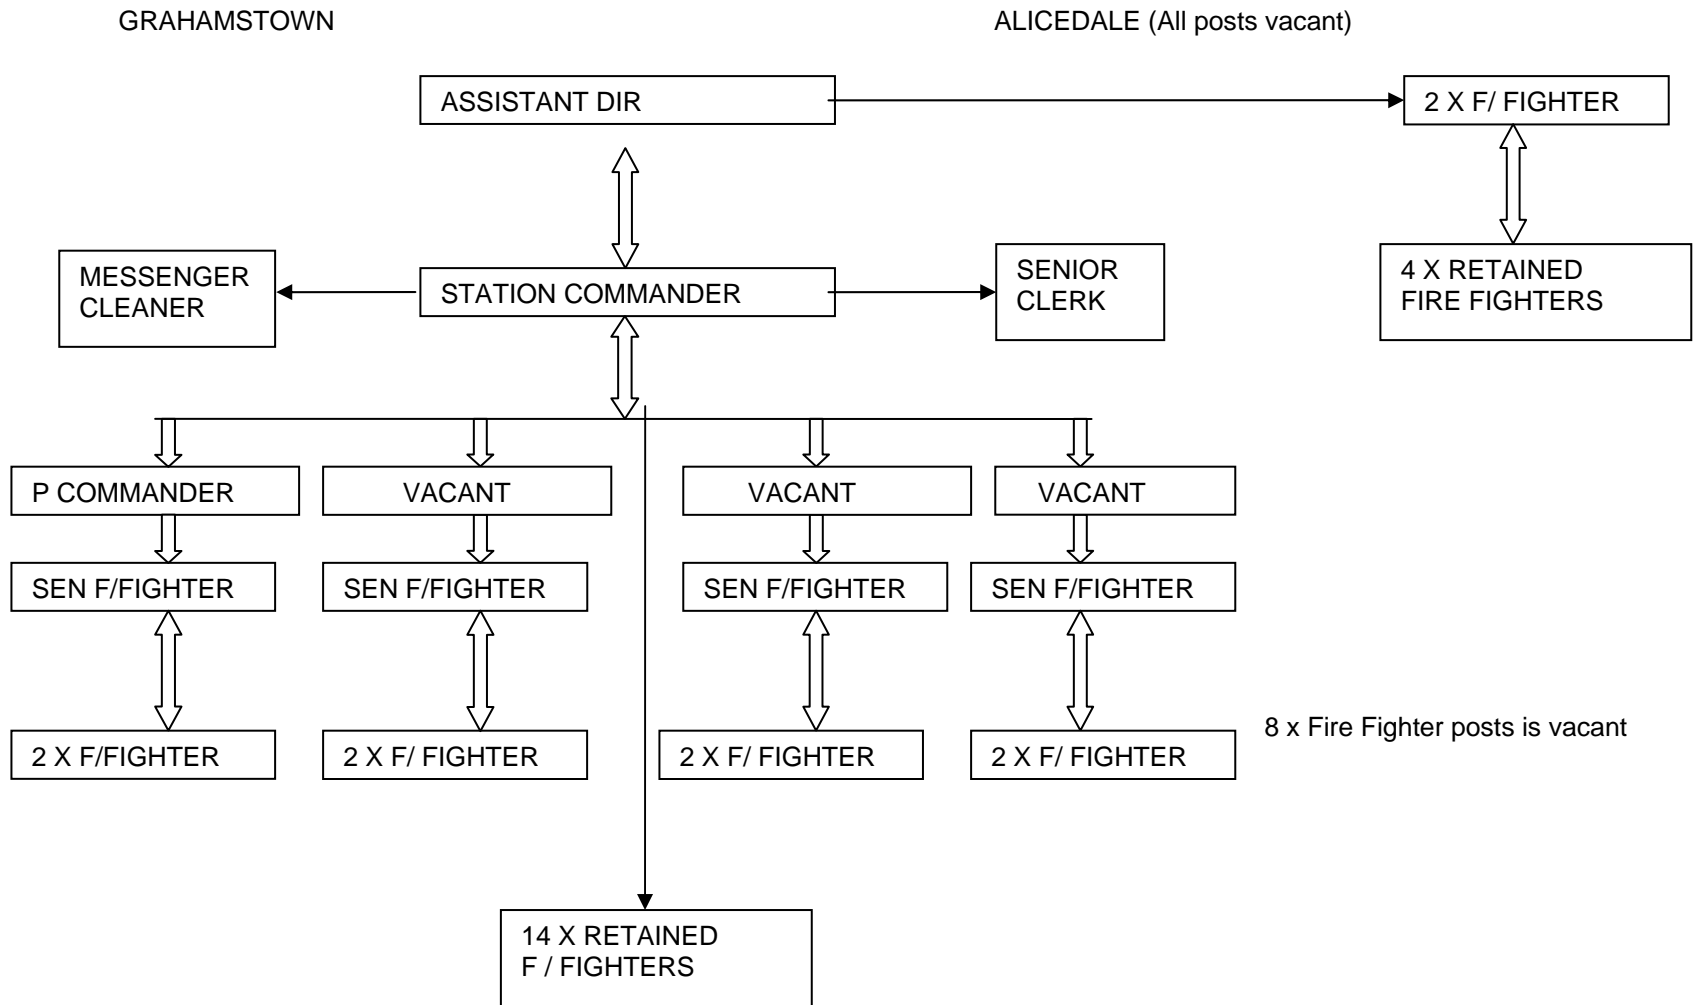 GRAHAMSTOWN
ALICEDALE (All posts vacant)
ASSISTANT DIR
2 X F/ FIGHTER
MESSENGER
CLEANER
STATION COMMANDER
SENIOR
CLERK
4 X RETAINED
FIRE FIGHTERS
P COMMANDER
VACANT
VACANT
VACANT
SEN F/FIGHTER
SEN F/FIGHTER
SEN F/FIGHTER
SEN F/FIGHTER
2 X F/FIGHTER
2 X F/ FIGHTER
2 X F/ FIGHTER
2 X F/ FIGHTER
8 x Fire Fighter posts is vacant
14 X RETAINED
F / FIGHTERS